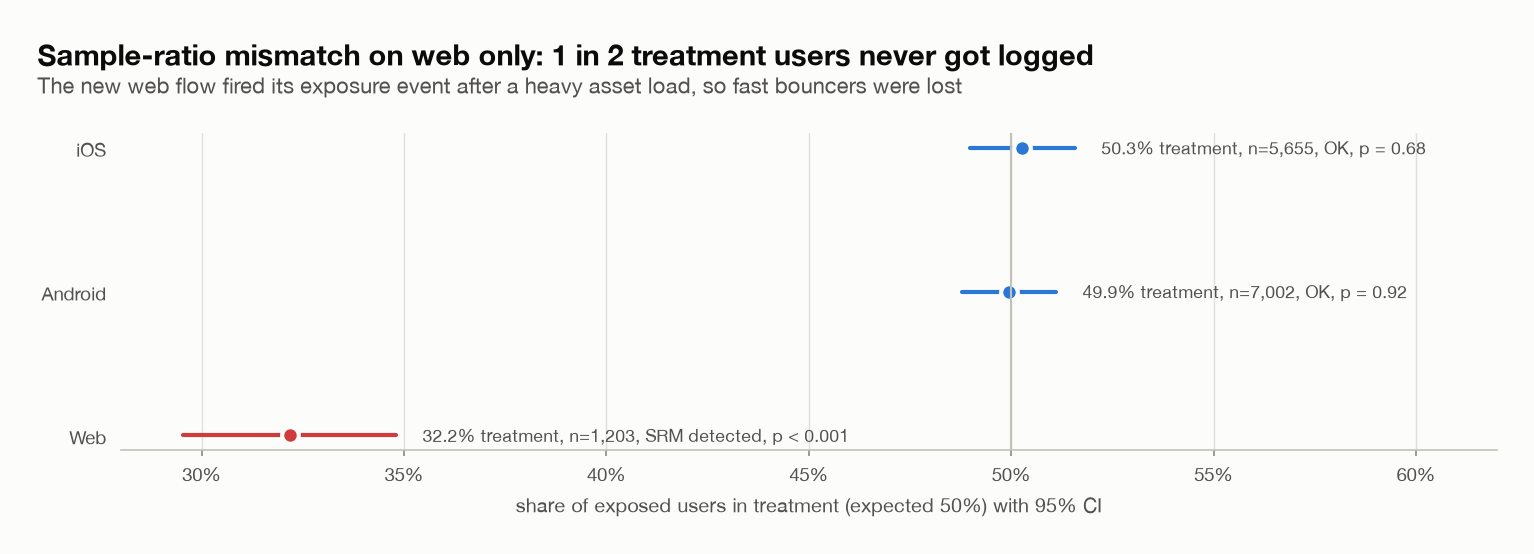 Sample-ratio mismatch on web only: 1 in 2 treatment users never got logged
The new web flow fired its exposure event after a heavy asset load, so fast bouncers were lost
iOS
50.3% treatment, n=5,655, OK, p = 0.68
Android
49.9% treatment, n=7,002, OK, p = 0.92
Web
32.2% treatment, n=1,203, SRM detected, p < 0.001
30%
35%
40%
45%
50%
55%
60%
share of exposed users in treatment (expected 50%) with 95% CI